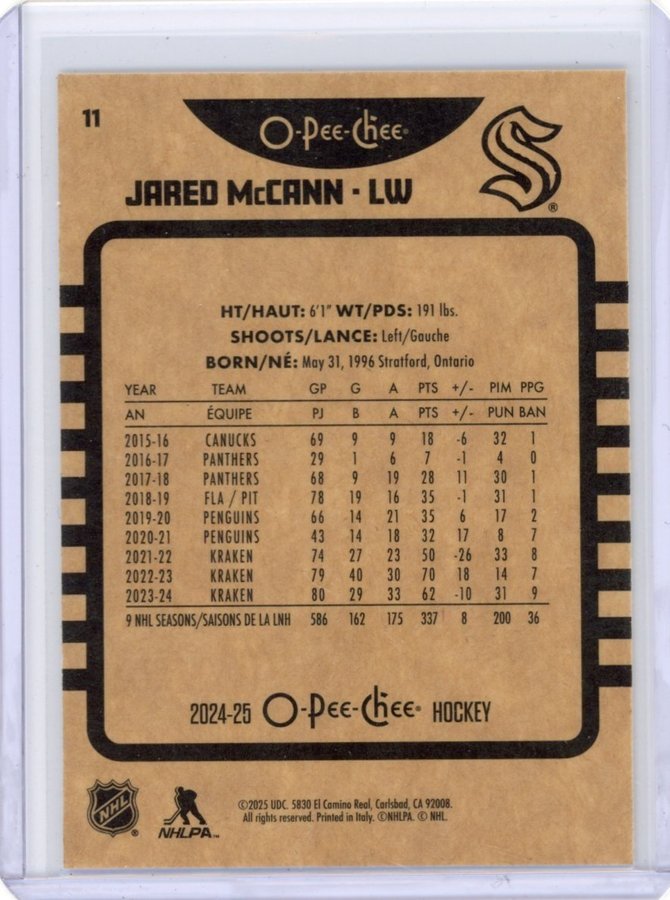 11
O-Pee-Chee®
JARED McCANN · LW
S®
HT/HAUT: 6'1" WT/PDS: 191 lbs.
SHOOTS/LANCE: Left/Gauche
BORN/NÉ: May 31, 1996 Stratford, Ontario
YEAR TEAM GP G A PTS +/- PIM PPG
AN ÉQUIPE PJ B A PTS +/- PUN BAN
2015-16 CANUCKS 69 9 9 18 -6 32 1
2016-17 PANTHERS 29 1 6 7 -1 4 0
2017-18 PANTHERS 68 9 19 28 11 30 1
2018-19 FLA / PIT 78 19 16 35 -1 31 1
2019-20 PENGUINS 66 14 21 35 6 17 2
2020-21 PENGUINS 43 14 18 32 17 8 7
2021-22 KRAKEN 74 27 23 50 -26 33 8
2022-23 KRAKEN 79 40 30 70 18 14 7
2023-24 KRAKEN 80 29 33 62 -10 31 9
9 NHL SEASONS/SAISONS DE LA LNH 586 162 175 337 8 200 36
2024-25 O-Pee-Chee® HOCKEY
NHL®
NHLPA™
©2025 UDC. 5830 El Camino Real, Carlsbad, CA 92008.
All rights reserved. Printed in Italy. ©NHLPA. © NHL.